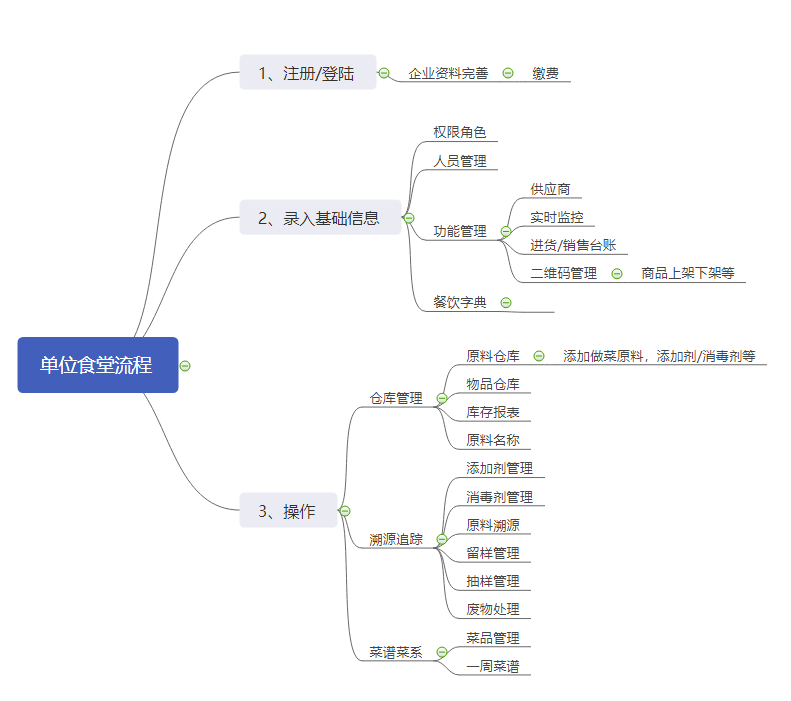 单位食堂流程
1、注册/登陆
企业资料完善
缴费
2、录入基础信息
权限角色
人员管理
功能管理
供应商
实时监控
进货/销售台账
二维码管理
商品上架下架等
餐饮字典
3、操作
仓库管理
原料仓库
添加做菜原料，添加剂/消毒剂等
物品仓库
库存报表
原料名称
溯源追踪
添加剂管理
消毒剂管理
原料溯源
留样管理
抽样管理
废物处理
菜谱菜系
菜品管理
一周菜谱